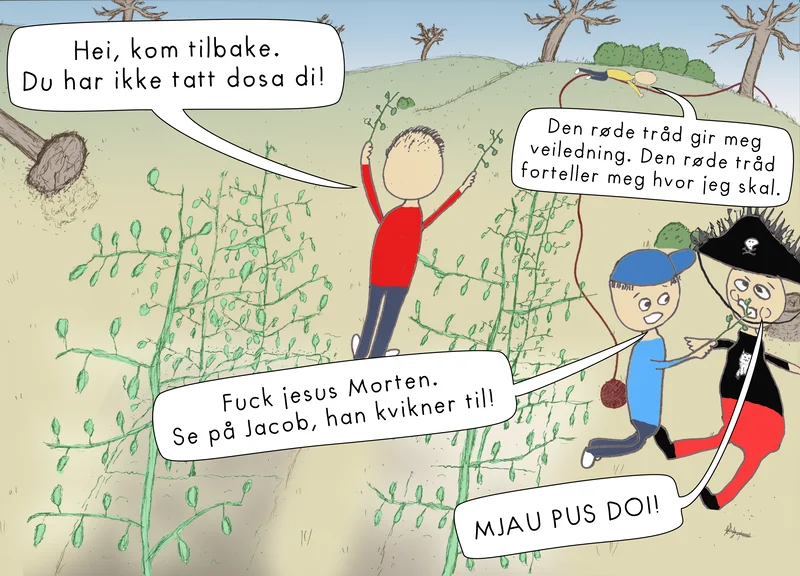 Hei, kom tilbake.
Du har ikke tatt dosa di!
Den røde tråd gir meg
veiledning. Den røde tråd
forteller meg hvor jeg skal.
Fuck jesus Morten.
Se på Jacob, han kvikner til!
MJAU PUS DOI!